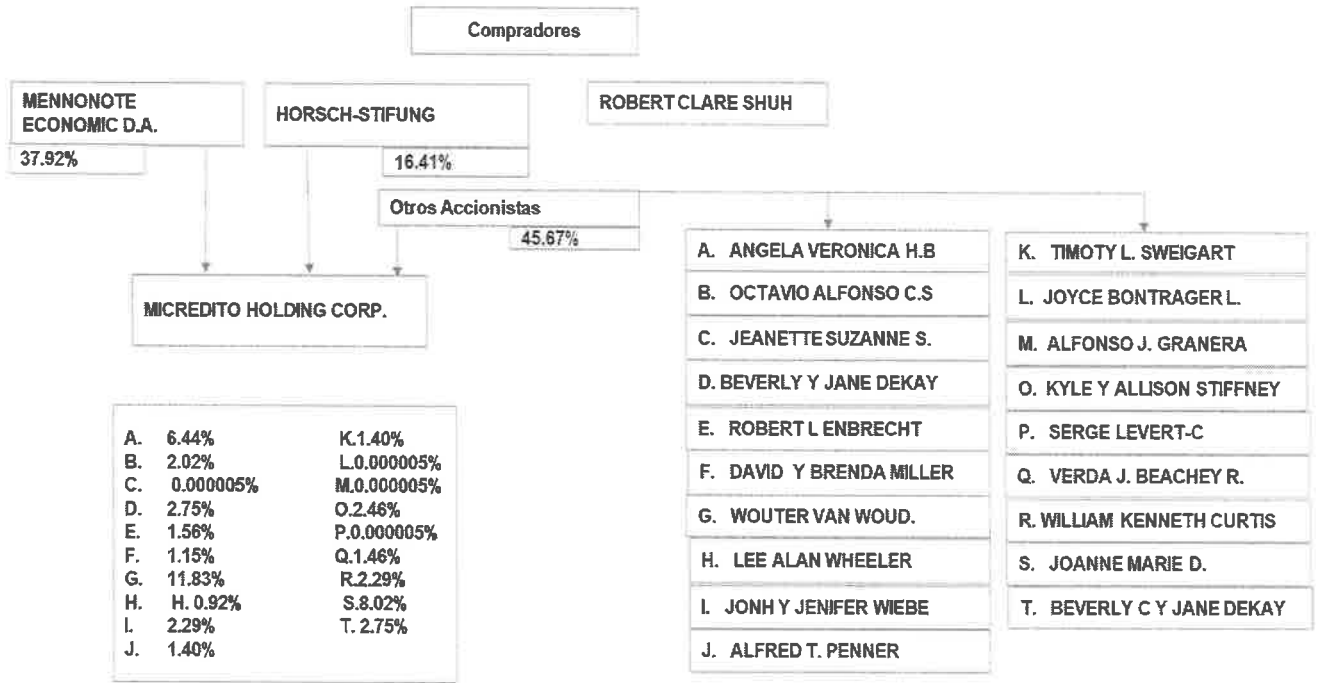 Compradores
MENNONOTE
ECONOMIC D.A.
37.92%
HORSCH-STIFUNG
16.41%
ROBERT CLARE SHUH
Otros Accionistas
45.67%
MICREDITO HOLDING CORP.
A. 6.44% K.1.40%
B. 2.02% L.0.000005%
C. 0.000005% M.0.000005%
D. 2.75% O.2.46%
E. 1.56% P.0.000005%
F. 1.15% Q.1.46%
G. 11.83% R.2.29%
H. H. 0.92% S.8.02%
I. 2.29% T. 2.75%
J. 1.40%
A. ANGELA VERONICA H.B
B. OCTAVIO ALFONSO C.S
C. JEANETTE SUZANNE S.
D. BEVERLY Y JANE DEKAY
E. ROBERT L ENBRECHT
F. DAVID Y BRENDA MILLER
G. WOUTER VAN WOUD.
H. LEE ALAN WHEELER
I. JONH Y JENIFER WIEBE
J. ALFRED T. PENNER
K. TIMOTY L. SWEIGART
L. JOYCE BONTRAGER L.
M. ALFONSO J. GRANERA
O. KYLE Y ALLISON STIFFNEY
P. SERGE LEVERT-C
Q. VERDA J. BEACHEY R.
R. WILLIAM KENNETH CURTIS
S. JOANNE MARIE D.
T. BEVERLY C Y JANE DEKAY